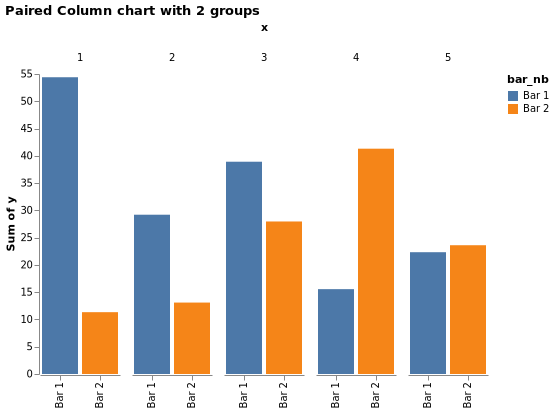 Paired Column chart with 2 groups
x
1 2 3 4 5
bar_nb
Bar 1
Bar 2
Sum of y
55
50
45
40
35
30
25
20
15
10
5
0
Bar 1 Bar 2 Bar 1 Bar 2 Bar 1 Bar 2 Bar 1 Bar 2 Bar 1 Bar 2